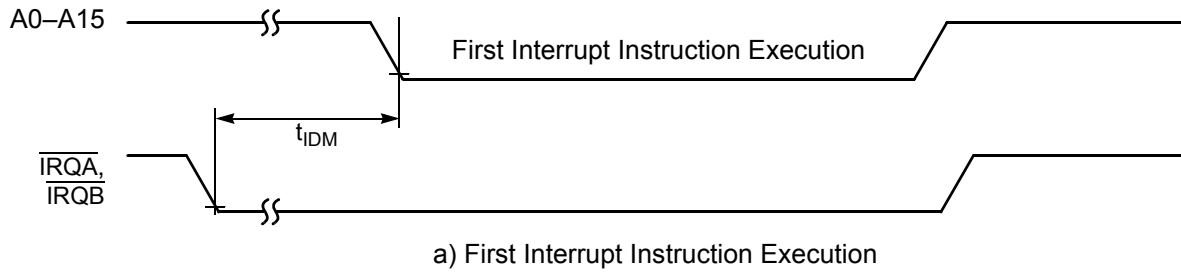 A0–A15
First Interrupt Instruction Execution
tIDM
IRQA,
IRQB
a) First Interrupt Instruction Execution